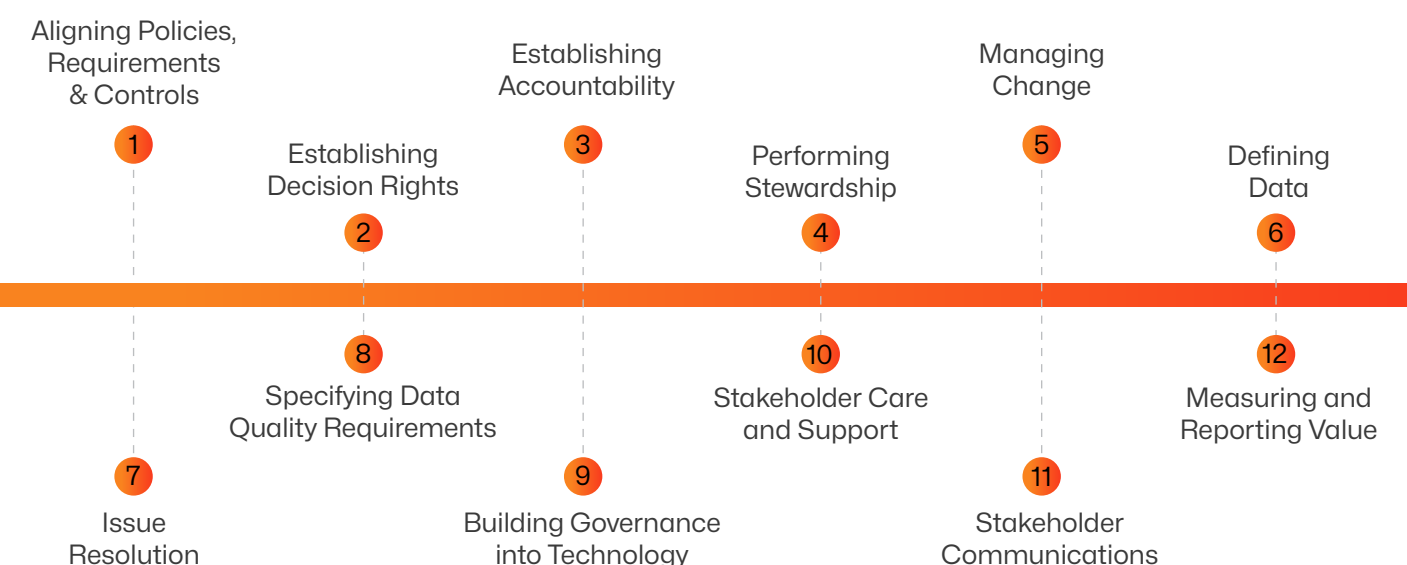 Aligning Policies,
Requirements
& Controls
1
Establishing
Decision Rights
2
Establishing
Accountability
3
Performing
Stewardship
4
Managing
Change
5
Defining
Data
6
7
Issue
Resolution
8
Specifying Data
Quality Requirements
9
Building Governance
into Technology
10
Stakeholder Care
and Support
11
Stakeholder
Communications
12
Measuring and
Reporting Value